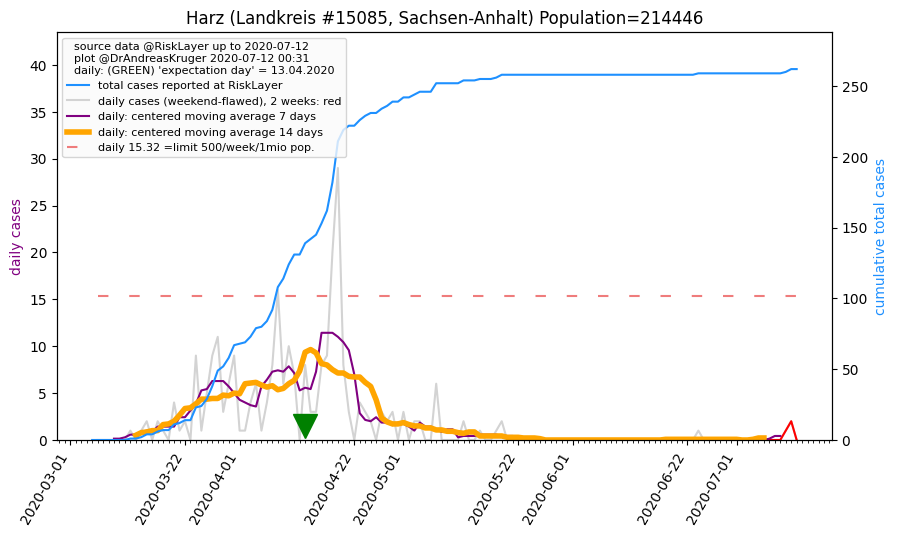 Harz (Landkreis #15085, Sachsen-Anhalt) Population=214446
source data @RiskLayer up to 2020-07-12
plot @DrAndreasKruger 2020-07-12 00:31
daily: (GREEN) 'expectation day' = 13.04.2020
total cases reported at RiskLayer
daily cases (weekend-flawed), 2 weeks: red
daily: centered moving average 7 days
daily: centered moving average 14 days
daily 15.32 =limit 500/week/1mio pop.
daily cases
40
35
30
25
20
15
10
5
0
cumulative total cases
250
200
150
100
50
0
2020-03-01
2020-03-22
2020-04-01
2020-04-22
2020-05-01
2020-05-22
2020-06-01
2020-06-22
2020-07-01